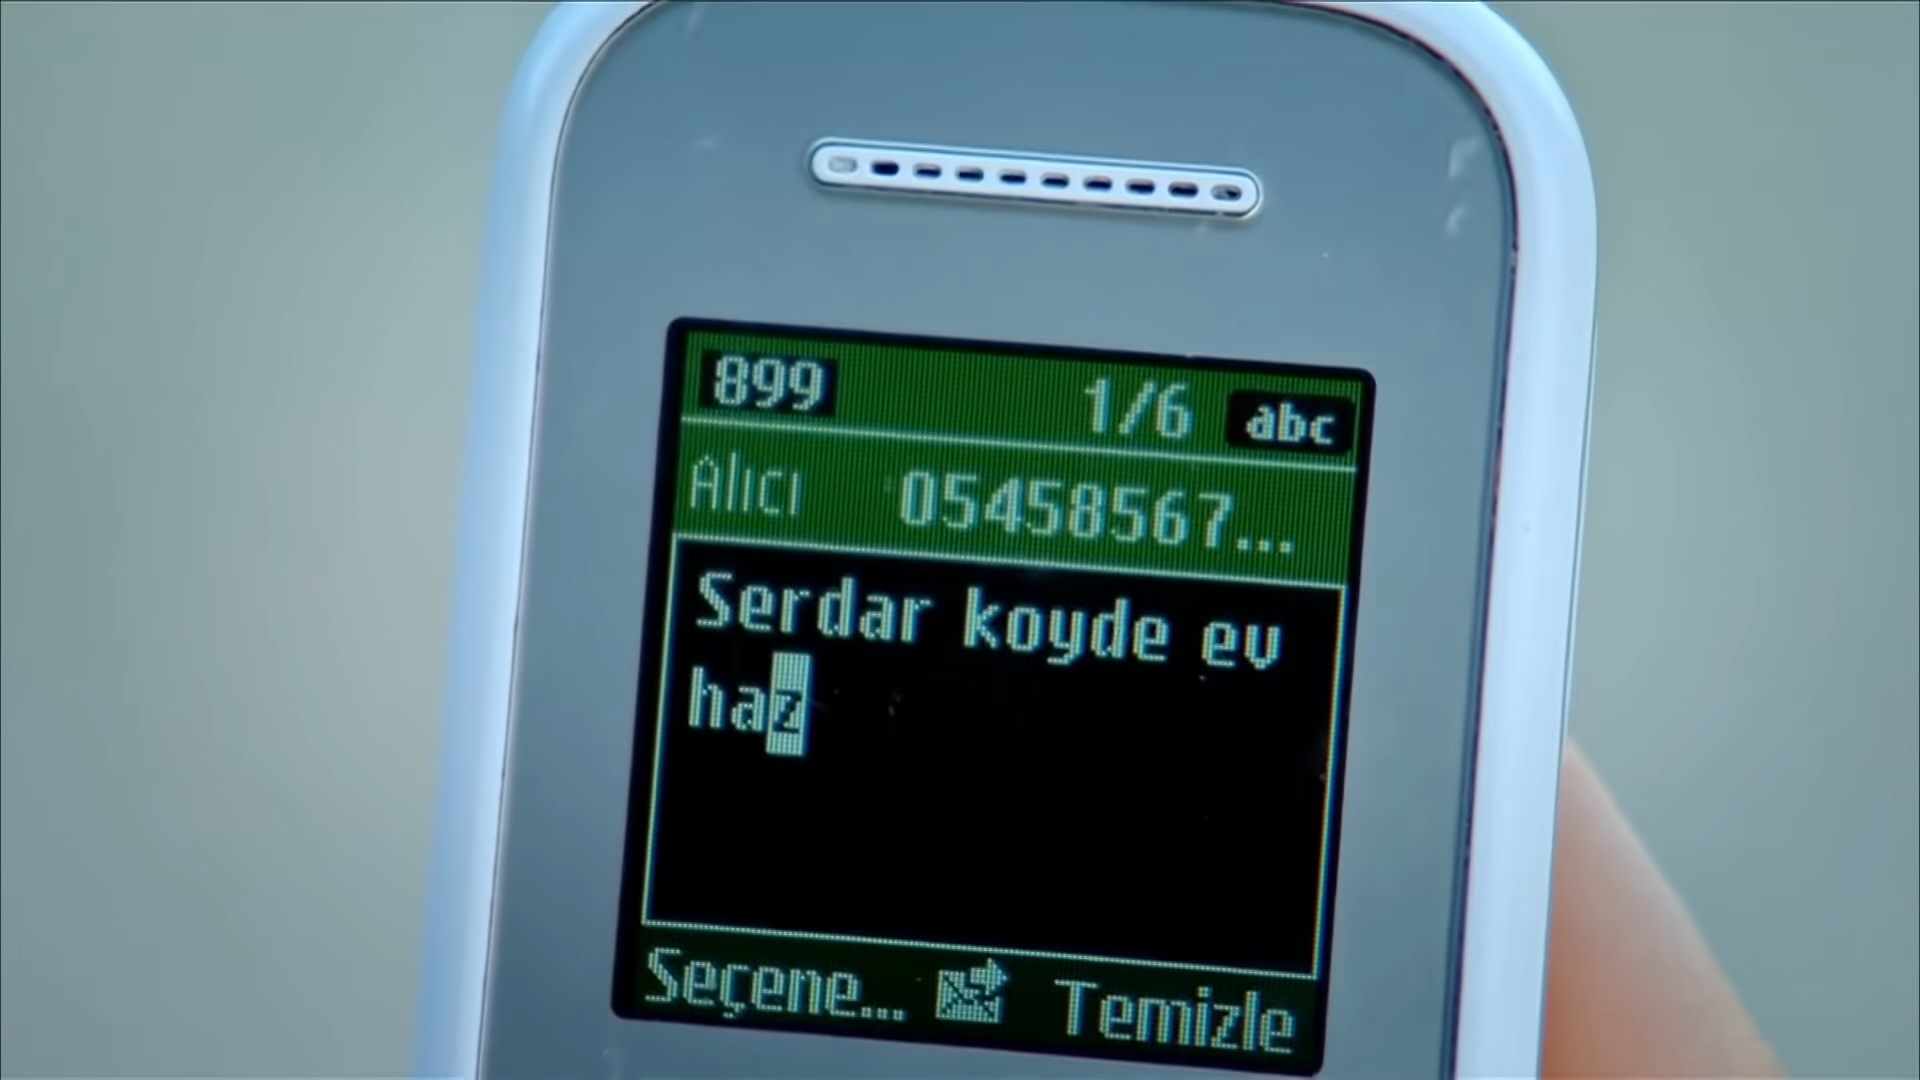 899 1/6 abc
Alıcı 05458567...
Serdar koyde ev
haz
Seçene... Temizle